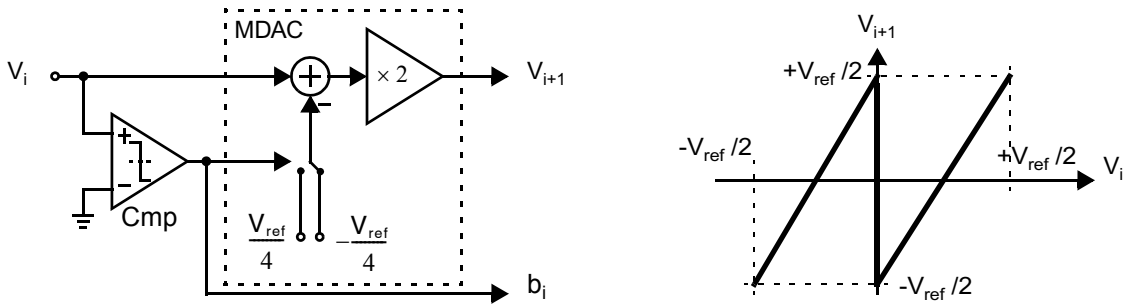 MDAC
V_i
+
× 2
V_{i+1}
−
+
−
Cmp
V_ref/4
−V_ref/4
b_i
V_{i+1}
+V_ref/2
-V_ref/2
+V_ref/2
V_i
-V_ref/2